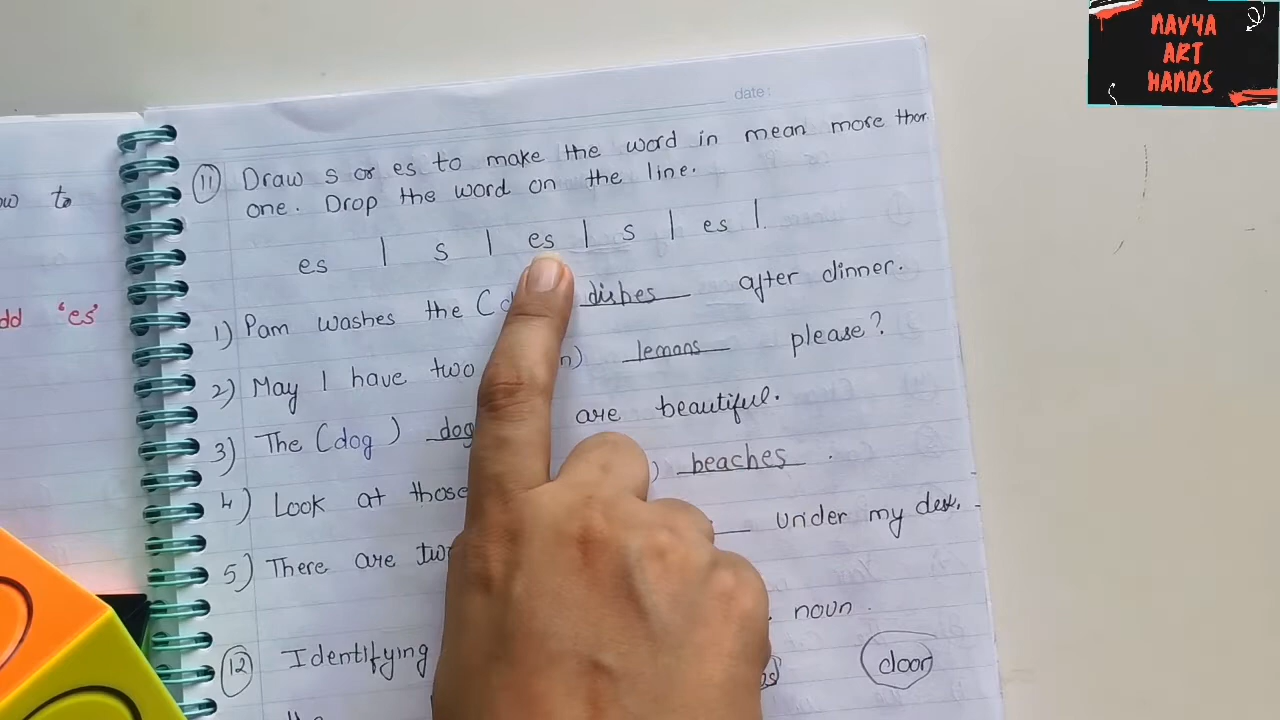 NAVYA
ART
HANDS
date:
11 Draw s or es to make the word in mean more than
one. Drop the word on the line.
es | s | es | s | es |
1) Pam washes the ( dishes after dinner.
2) May I have two lemons please?
3) The (dog) are beautiful.
4) Look at those ) beaches .
5) There are two under my desk.
noun.
12 Identifying door
to
dd 'es'